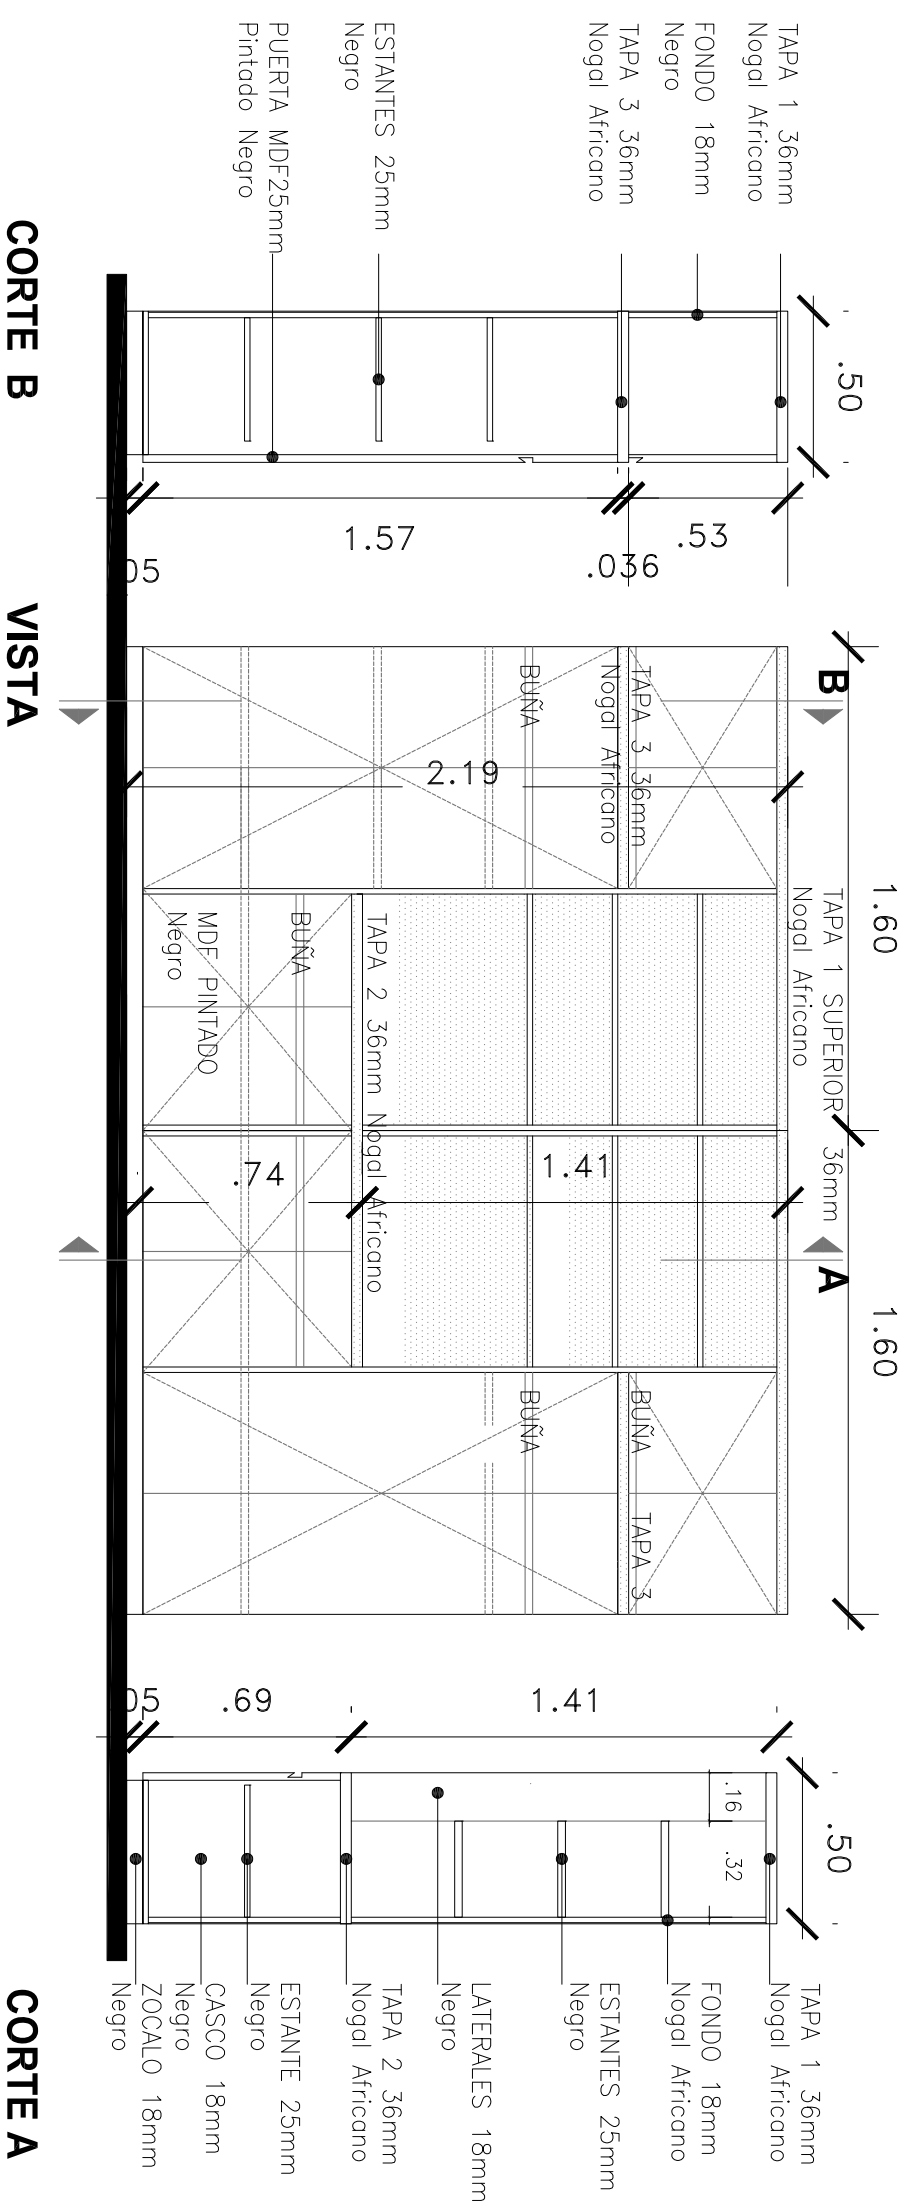 TAPA 1 36mm
Nogal Africano
FONDO 18mm
Negro
TAPA 3 36mm
Nogal Africano
ESTANTES 25mm
Negro
PUERTA MDF25mm
Pintado Negro
.50
.53
.036
1.57
05
CORTE B
B
1.60
1.60
TAPA 1 SUPERIOR 36mm
Nogal Africano
A
TAPA 3 36mm
Nogal Africano
BUÑA
2.19
TAPA 2 36mm Nogal Africano
BUÑA
MDF PINTADO
Negro
1.41
.74
BUÑA TAPA 3
BUÑA
VISTA
1.41
.69
05
.50
.16
.32
TAPA 1 36mm
Nogal Africano
FONDO 18mm
Nogal Africano
ESTANTES 25mm
Negro
LATERALES 18mm
Negro
TAPA 2 36mm
Nogal Africano
ESTANTE 25mm
Negro
CASCO 18mm
Negro
ZOCALO 18mm
Negro
CORTE A